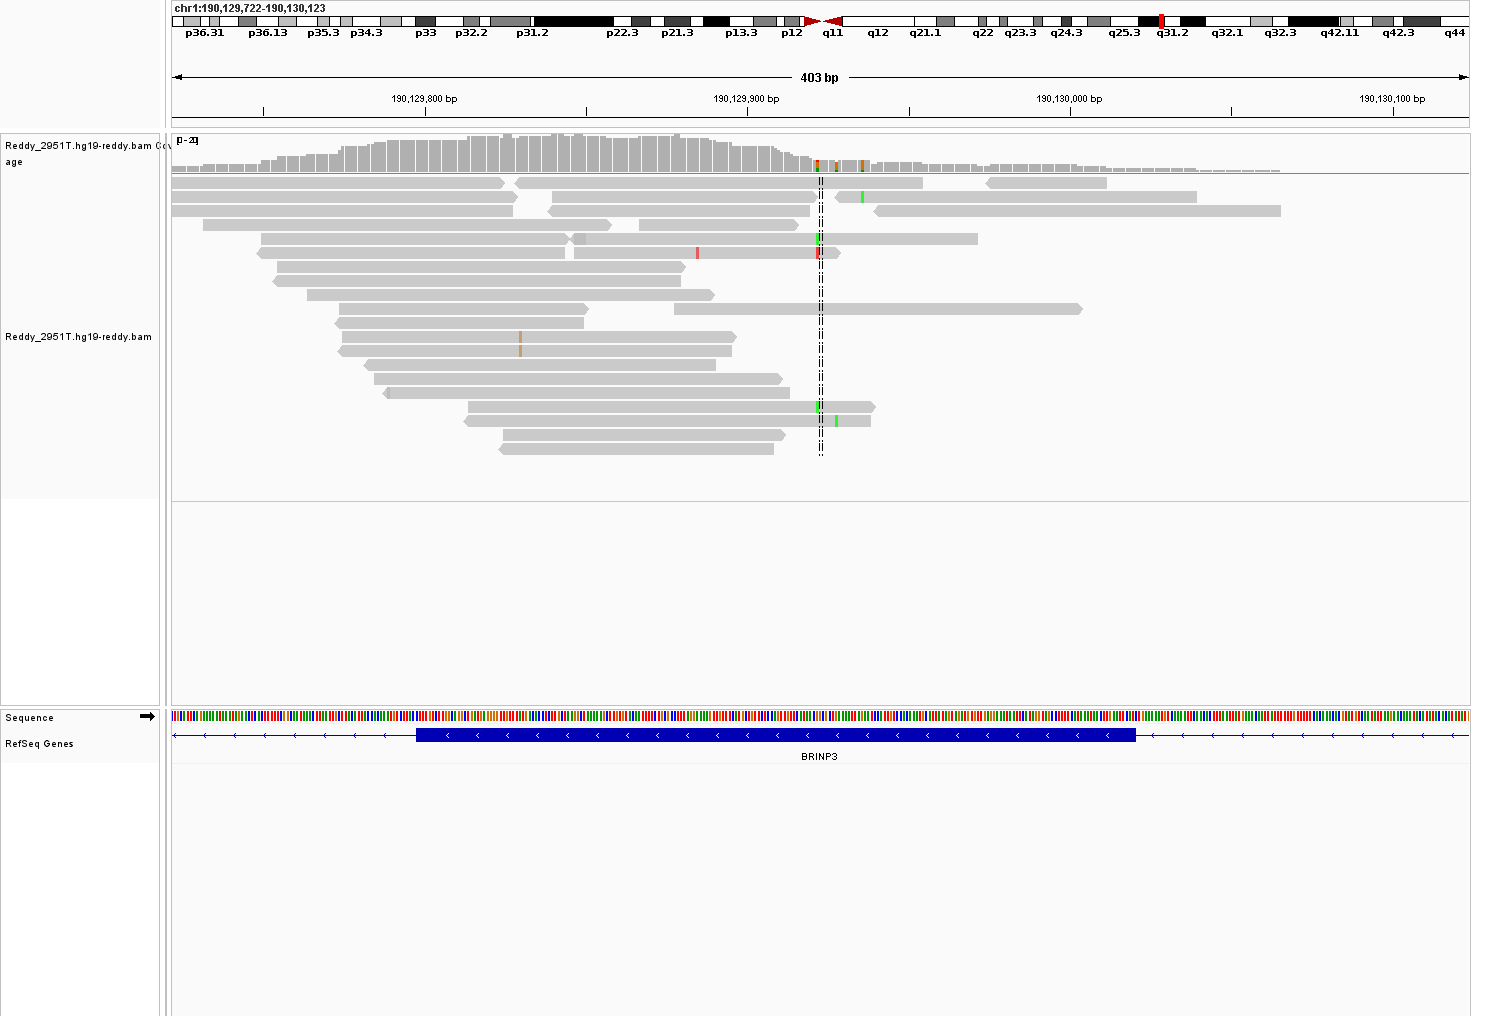 chr1:190,129,722-190,130,123
p36.31 p36.13 p35.3 p34.3 p33 p32.2 p31.2 p22.3 p21.3 p13.3 p12 q11 q12 q21.1 q22 q23.3 q24.3 q25.3 q31.2 q32.1 q32.3 q42.11 q42.3 q44
403 bp
190,129,800 bp 190,129,900 bp 190,130,000 bp 190,130,100 bp
[0 - 20]
Reddy_2951T.hg19-reddy.bam Cov
age
Reddy_2951T.hg19-reddy.bam
Sequence
RefSeq Genes
BRINP3